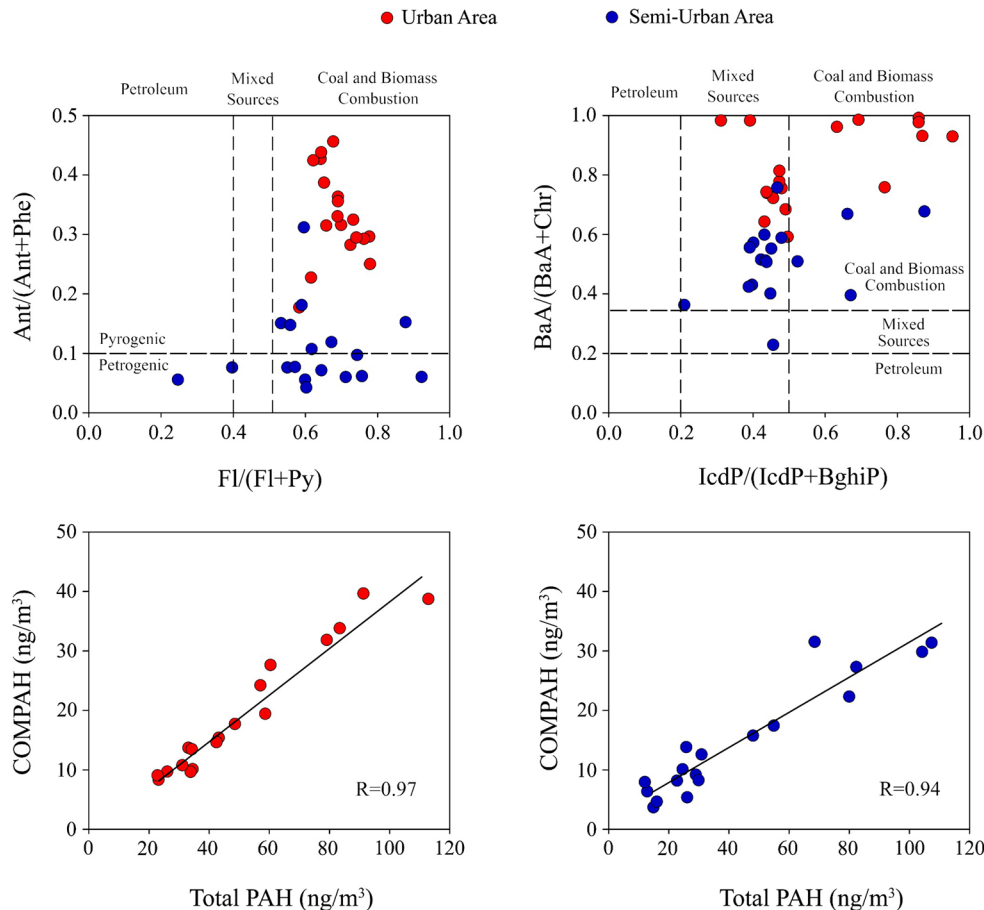 Urban Area
Semi-Urban Area
Petroleum
Mixed
Sources
Coal and Biomass
Combustion
0.5
0.4
0.3
0.2
0.1
0.0
Ant/(Ant+Phe)
Pyrogenic
Petrogenic
0.0 0.2 0.4 0.6 0.8 1.0
Fl/(Fl+Py)
Petroleum
Mixed
Sources
Coal and Biomass
Combustion
1.0
0.8
0.6
0.4
0.2
0.0
BaA/(BaA+Chr)
Coal and Biomass
Combustion
Mixed
Sources
Petroleum
0.0 0.2 0.4 0.6 0.8 1.0
IcdP/(IcdP+BghiP)
50
40
30
20
10
0
COMPAH (ng/m³)
R=0.97
0 20 40 60 80 100 120
Total PAH (ng/m³)
50
40
30
20
10
0
COMPAH (ng/m³)
R=0.94
0 20 40 60 80 100 120
Total PAH (ng/m³)